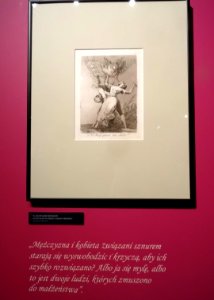 „Mężczyzna i kobieta związani sznurem
starają się wyswobodzić i krzyczą, aby ich
szybko rozwiązano? Albo ja się mylę, albo
to jest dwoje ludzi, których zmuszono
do małżeństwa".